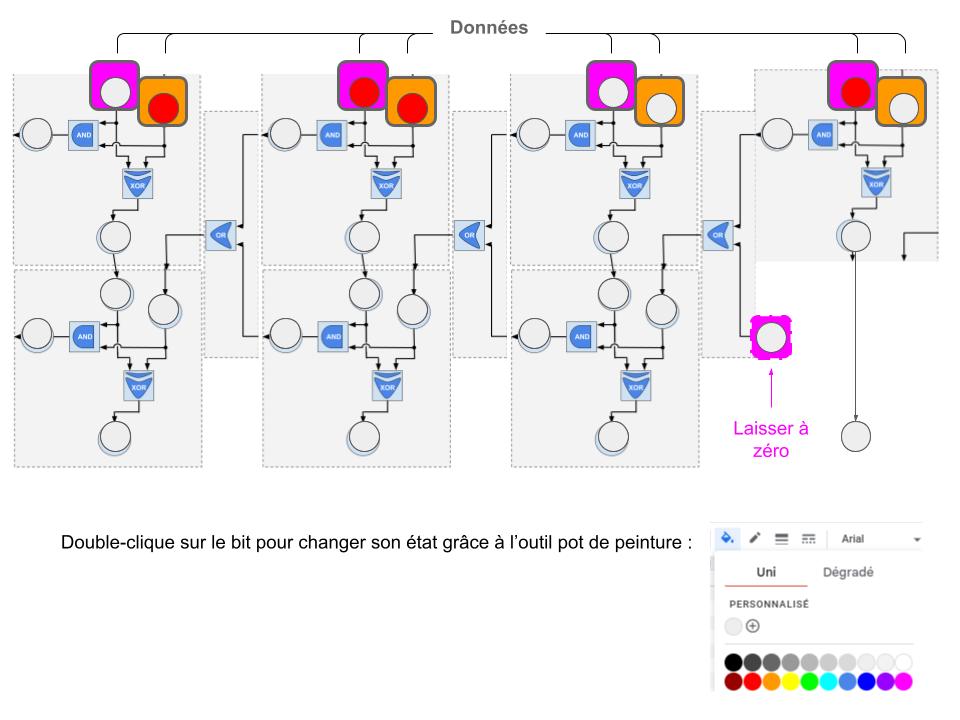 Données
AND
AND
AND
AND
XOR
XOR
XOR
XOR
OR
OR
OR
AND
AND
AND
XOR
XOR
XOR
Laisser à
zéro
Double-clique sur le bit pour changer son état grâce à l'outil pot de peinture :
Arial
Uni Dégradé
PERSONNALISÉ